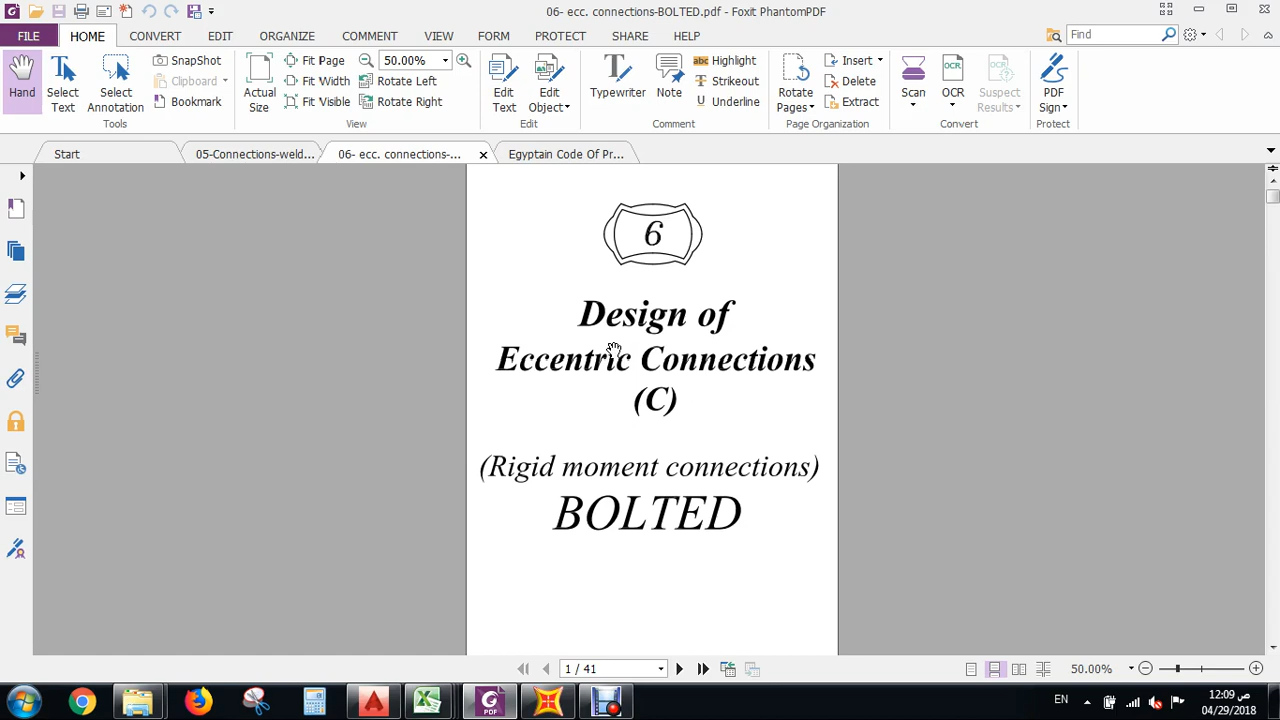 06- ecc. connections-BOLTED.pdf - Foxit PhantomPDF
FILE HOME CONVERT EDIT ORGANIZE COMMENT VIEW FORM PROTECT SHARE HELP
Find
Hand
Select Text
Select Annotation
SnapShot
Clipboard
Bookmark
Tools
Actual Size
Fit Page
Fit Width
Fit Visible
50.00%
Rotate Left
Rotate Right
View
Edit Text
Edit Object
Edit
Typewriter
Note
Highlight
Strikeout
Underline
Comment
Rotate Pages
Insert
Delete
Extract
Page Organization
Scan
OCR
Suspect Results
Convert
PDF Sign
Protect
Start
05-Connections-weld...
06- ecc. connections-...
Egyptain Code Of Pr...
6
Design of
Eccentric Connections
(C)
(Rigid moment connections)
BOLTED
1 / 41
50.00%
EN
12:09 ص
04/29/2018